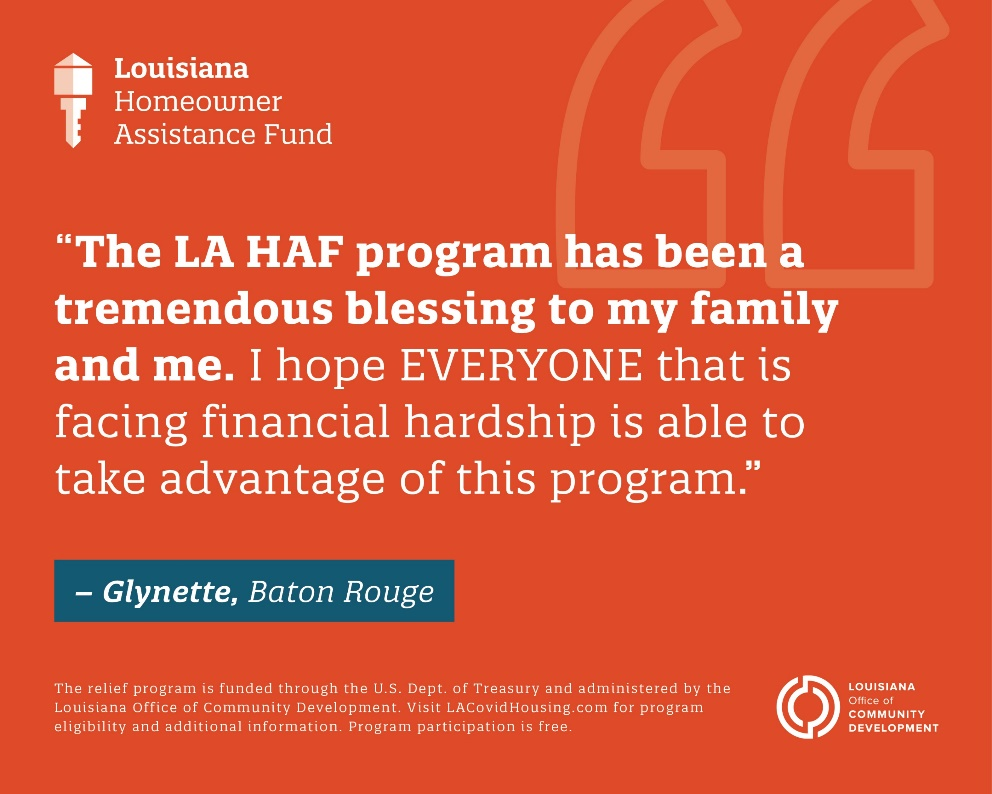 Louisiana
Homeowner
Assistance Fund
“The LA HAF program has been a
tremendous blessing to my family
and me. I hope EVERYONE that is
facing financial hardship is able to
take advantage of this program.”
– Glynette, Baton Rouge
The relief program is funded through the U.S. Dept. of Treasury and administered by the
Louisiana Office of Community Development. Visit LACovidHousing.com for program
eligibility and additional information. Program participation is free.
LOUISIANA
Office of
COMMUNITY
DEVELOPMENT